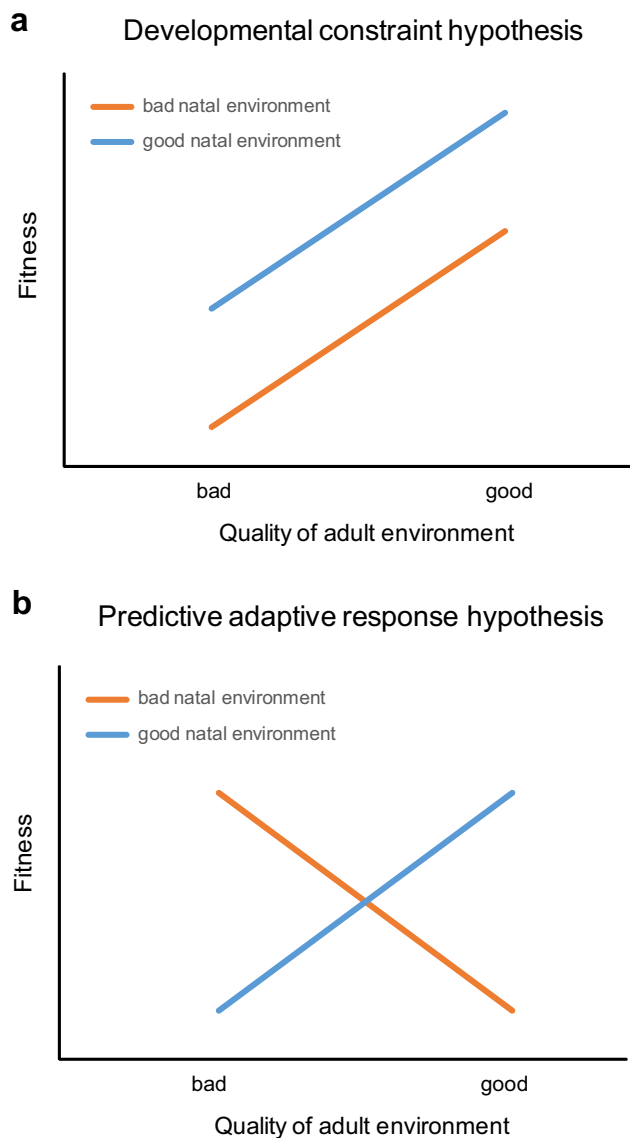 a
Developmental constraint hypothesis
bad natal environment
good natal environment
Fitness
bad
good
Quality of adult environment
b
Predictive adaptive response hypothesis
bad natal environment
good natal environment
Fitness
bad
good
Quality of adult environment